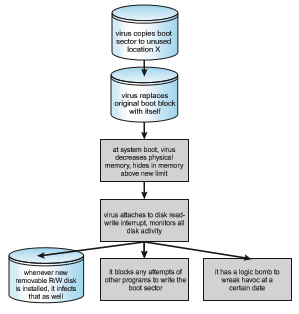 virus copies boot
sector to unused
location X
virus replaces
original boot block
with itself
at system boot, virus
decreases physical
memory, hides in memory
above new limit
virus attaches to disk read-
write interrupt, monitors all
disk activity
whenever new
removable R/W disk
is installed, it infects
that as well
it blocks any attempts of
other programs to write the
boot sector
it has a logic bomb to
wreak havoc at a
certain date